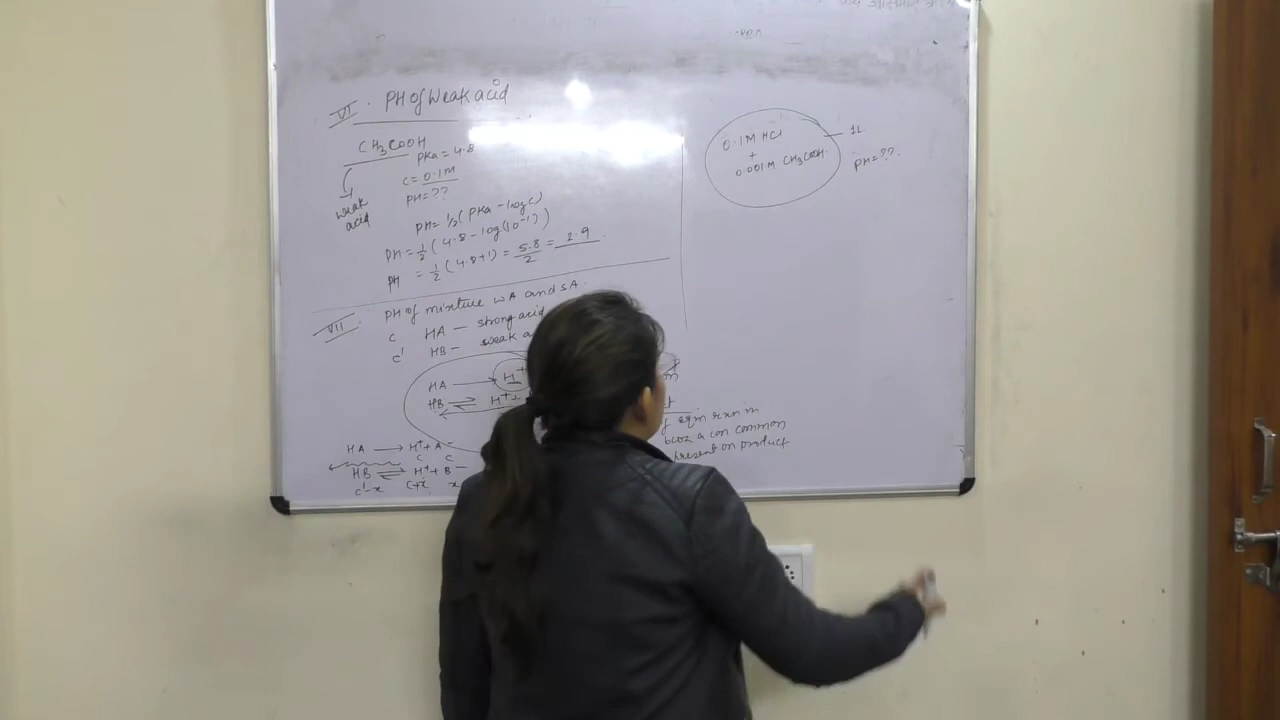 VI. PH of Weak acid
CH3COOH
PKa = 4.8
C = 0.1M
PH = ??
weak
acid
PH = 1/2 (PKa - log C)
PH = 1/2 (4.8 - log (10^-1))
PH = 1/2 (4.8+1) = 5.8/2 = 2.9
VII. PH of mixture WA and SA.
C HA — strong acid
C' HB — weak a
HA → H+
HB ⇌ H+ +
HA → H+ + A-
C C
HB ⇌ H+ + B-
C'-x C+x x
eqm rxn in
bcoz a con common
present on product
0.1M HCl
+
0.001M CH3COOH
1L
PH = ??